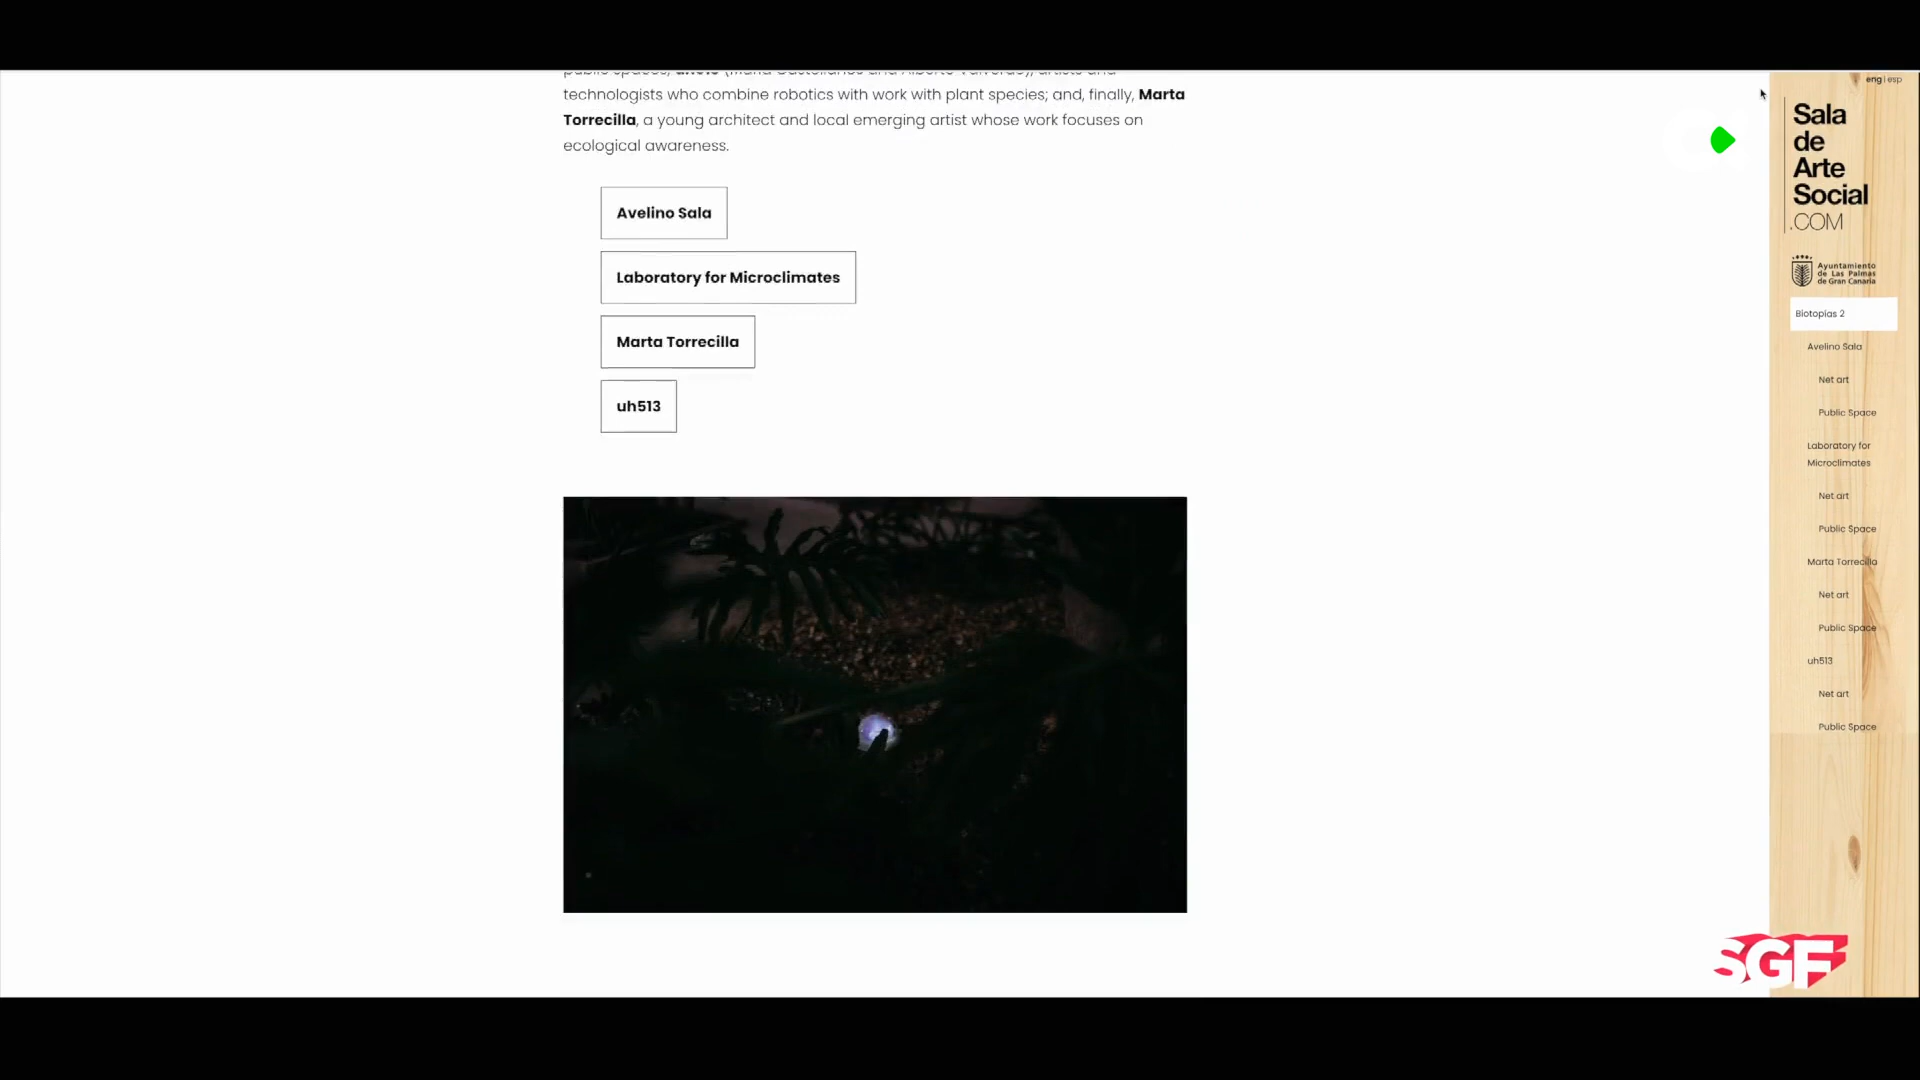 technologists who combine robotics with work with plant species; and, finally, Marta
Torrecilla, a young architect and local emerging artist whose work focuses on
ecological awareness.
Avelino Sala
Laboratory for Microclimates
Marta Torrecilla
uh513
eng | esp
Sala
de
Arte
Social
.COM
Ayuntamiento
de Las Palmas
de Gran Canaria
Biotopías 2
Avelino Sala
Net art
Public Space
Laboratory for
Microclimates
Net art
Public Space
Marta Torrecilla
Net art
Public Space
uh513
Net art
Public Space
SGF